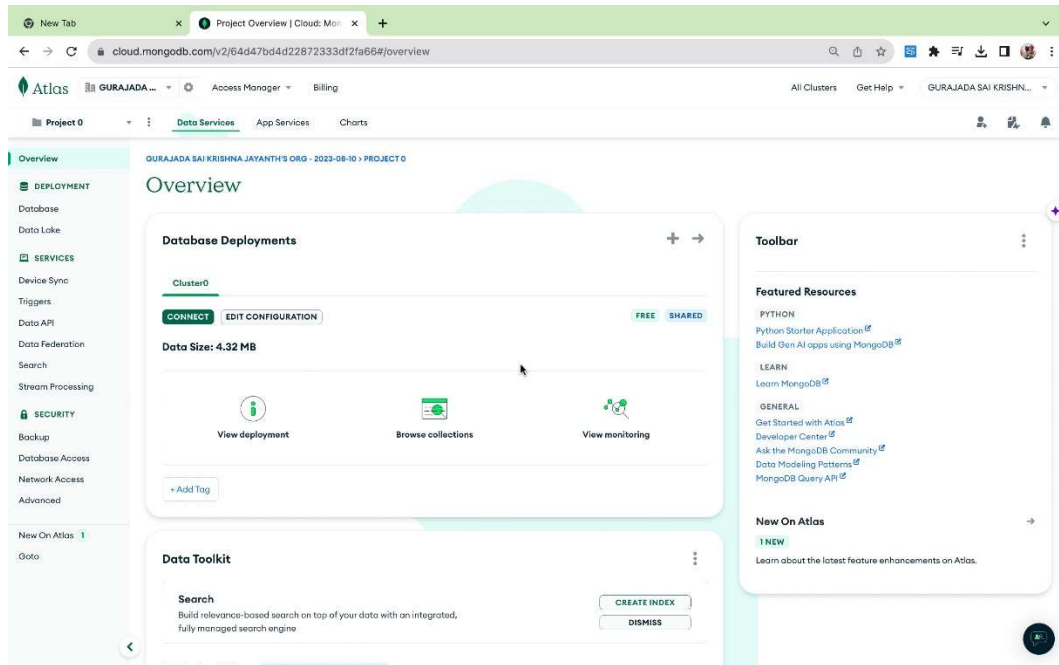 New Tab
Project Overview | Cloud: Mon
cloud.mongodb.com/v2/64d47bd4d22872333df2fa66#/overview
Atlas GURAJADA ... Access Manager Billing All Clusters Get Help GURAJADA SAI KRISHN...
Project 0 Data Services App Services Charts
Overview
DEPLOYMENT
Database
Data Lake
SERVICES
Device Sync
Triggers
Data API
Data Federation
Search
Stream Processing
SECURITY
Backup
Database Access
Network Access
Advanced
New On Atlas 1
Goto
GURAJADA SAI KRISHNA JAYANTH'S ORG - 2023-08-10 > PROJECT 0
Overview
Database Deployments
Cluster0
CONNECT EDIT CONFIGURATION FREE SHARED
Data Size: 4.32 MB
View deployment Browse collections View monitoring
+ Add Tag
Data Toolkit
Search
Build relevance-based search on top of your data with an integrated,
fully managed search engine
CREATE INDEX
DISMISS
Toolbar
Featured Resources
PYTHON
Python Starter Application
Build Gen AI apps using MongoDB
LEARN
Learn MongoDB
GENERAL
Get Started with Atlas
Developer Center
Ask the MongoDB Community
Data Modeling Patterns
MongoDB Query API
New On Atlas
1 NEW
Learn about the latest feature enhancements on Atlas.